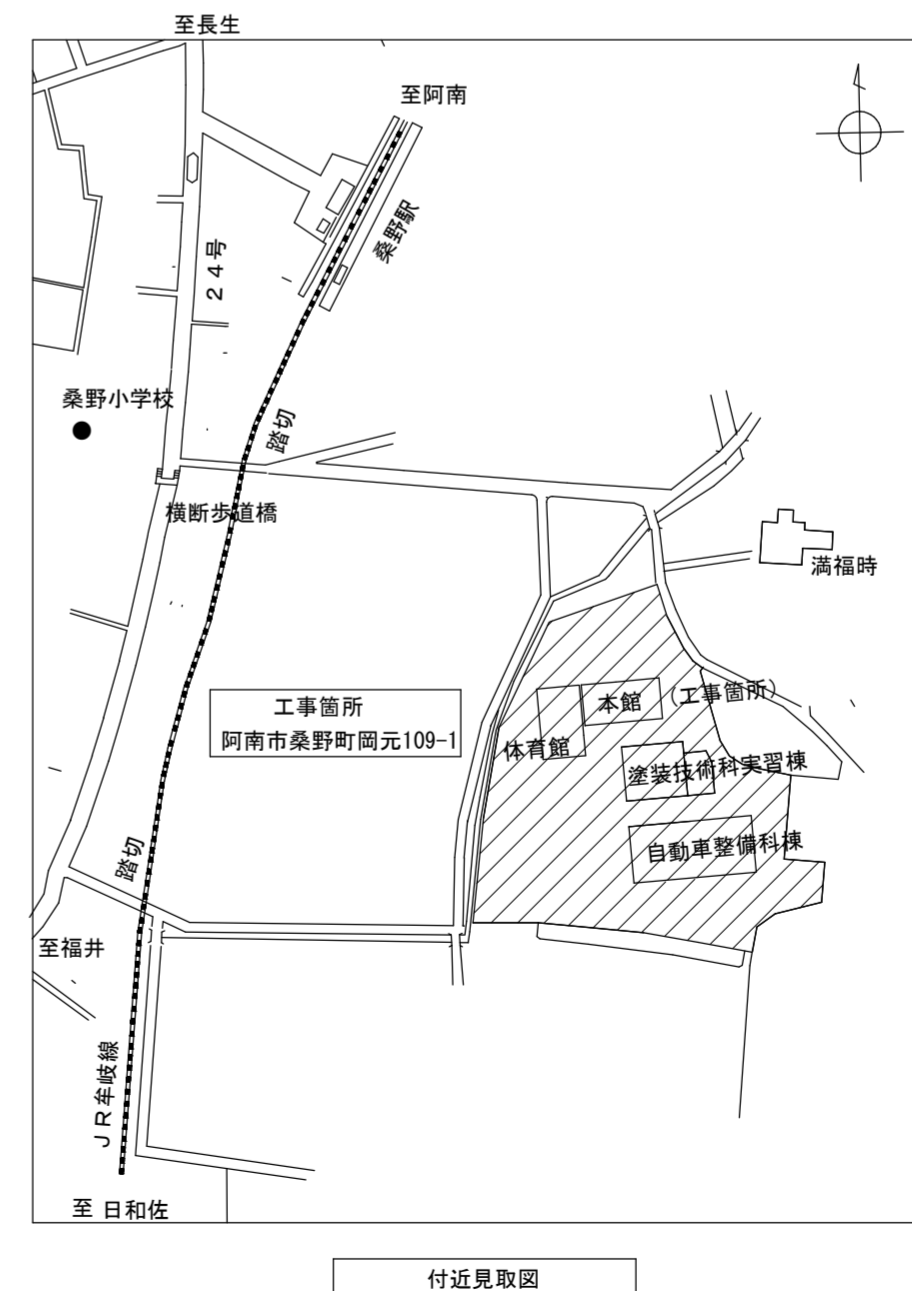 至長生
至阿南
桑野駅
24号
桑野小学校
踏切
横断歩道橋
満福時
工事箇所
阿南市桑野町岡元109-1
本館
(工事箇所)
体育館
塗装技術科実習棟
自動車整備科棟
踏切
至福井
JR牟岐線
至 日和佐
付近見取図